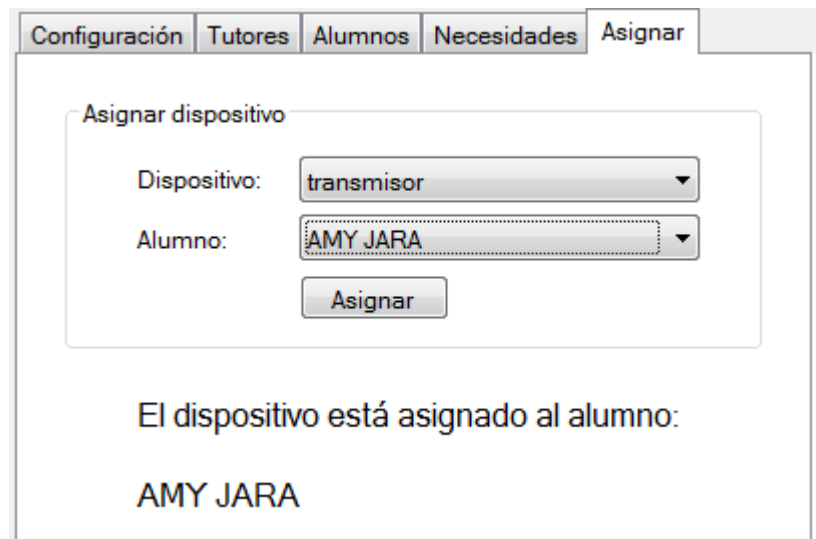 Configuración Tutores Alumnos Necesidades Asignar
Asignar dispositivo
Dispositivo: transmisor
Alumno: AMY JARA
Asignar
El dispositivo está asignado al alumno:
AMY JARA